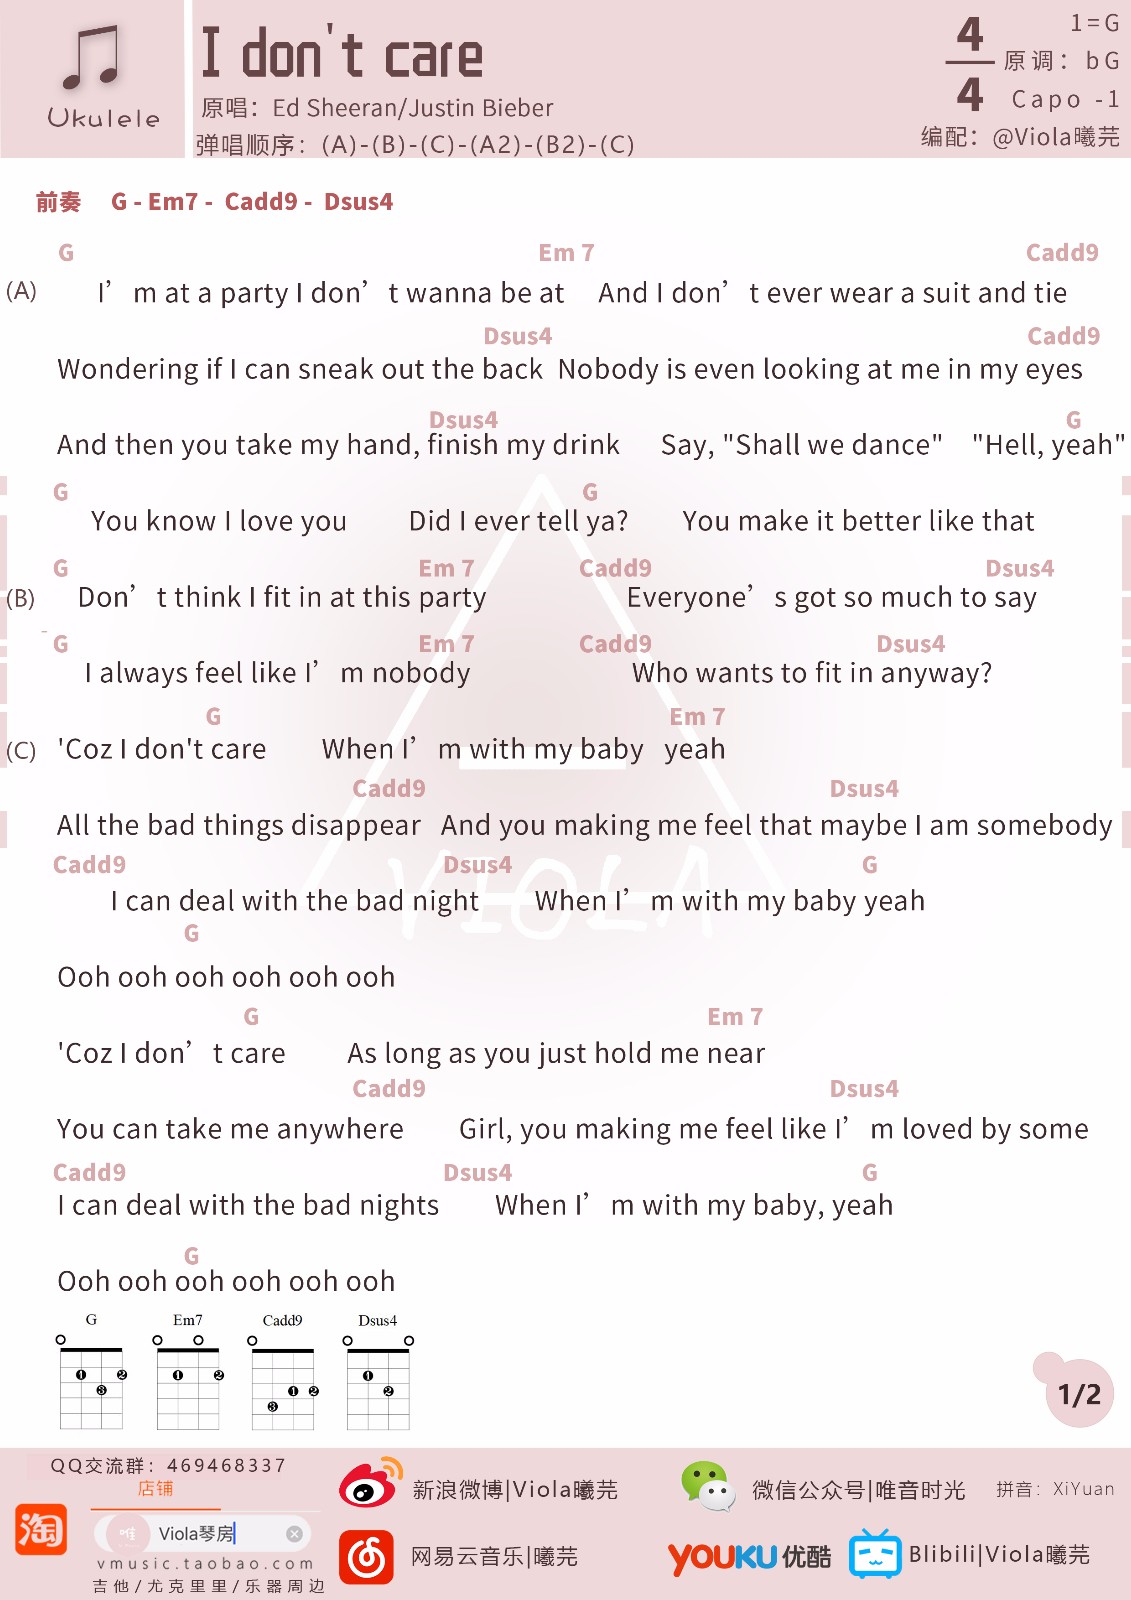 Ukulele
I don't care
原唱：Ed Sheeran/Justin Bieber
弹唱顺序：(A)-(B)-(C)-(A2)-(B2)-(C)
4
4
1=G
原调：bG
Capo -1
编配：@Viola曦芫
前奏 G - Em7 - Cadd9 - Dsus4
G Em 7 Cadd9
(A) I’m at a party I don’t wanna be at And I don’t ever wear a suit and tie
Dsus4 Cadd9
Wondering if I can sneak out the back Nobody is even looking at me in my eyes
Dsus4 G
And then you take my hand, finish my drink Say, "Shall we dance" "Hell, yeah"
G G
You know I love you Did I ever tell ya? You make it better like that
G Em 7 Cadd9 Dsus4
(B) Don’t think I fit in at this party Everyone’s got so much to say
G Em 7 Cadd9 Dsus4
I always feel like I’m nobody Who wants to fit in anyway?
G Em 7
(C) 'Coz I don't care When I’m with my baby yeah
Cadd9 Dsus4
All the bad things disappear And you making me feel that maybe I am somebody
Cadd9 Dsus4 G
I can deal with the bad night When I’m with my baby yeah
VIOLA
G
Ooh ooh ooh ooh ooh ooh
G Em 7
'Coz I don’t care As long as you just hold me near
Cadd9 Dsus4
You can take me anywhere Girl, you making me feel like I’m loved by some
Cadd9 Dsus4 G
I can deal with the bad nights When I’m with my baby, yeah
G
Ooh ooh ooh ooh ooh ooh
G Em7 Cadd9 Dsus4
1 2 3
1 2
1 2 3
1 2
1/2
QQ交流群：469468337
店铺
淘
唯
Viola琴房
vmusic.taobao.com
吉他/尤克里里/乐器周边
新浪微博|Viola曦芫
网易云音乐|曦芫
微信公众号|唯音时光
拼音：XiYuan
YOUKU优酷
Blibili|Viola曦芫